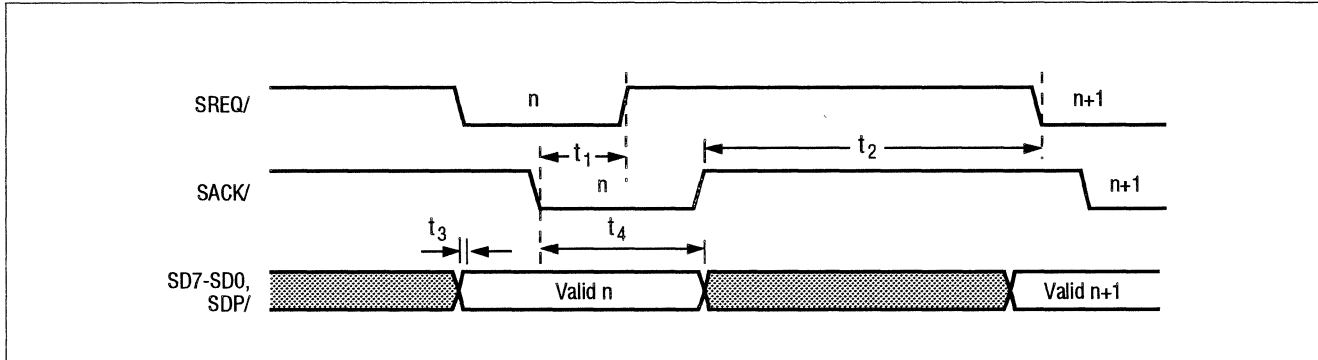 SREQ/
n
n+1
t1
t2
SACK/
n
n+1
t3
t4
SD7-SD0,
SDP/
Valid n
Valid n+1